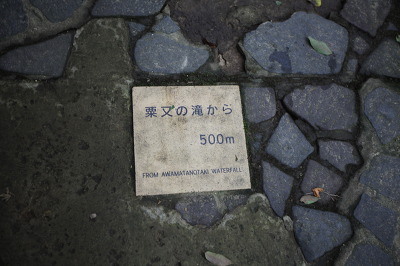 粟又の滝から
500m
FROM AWAMATANOTAKI WATERFALL